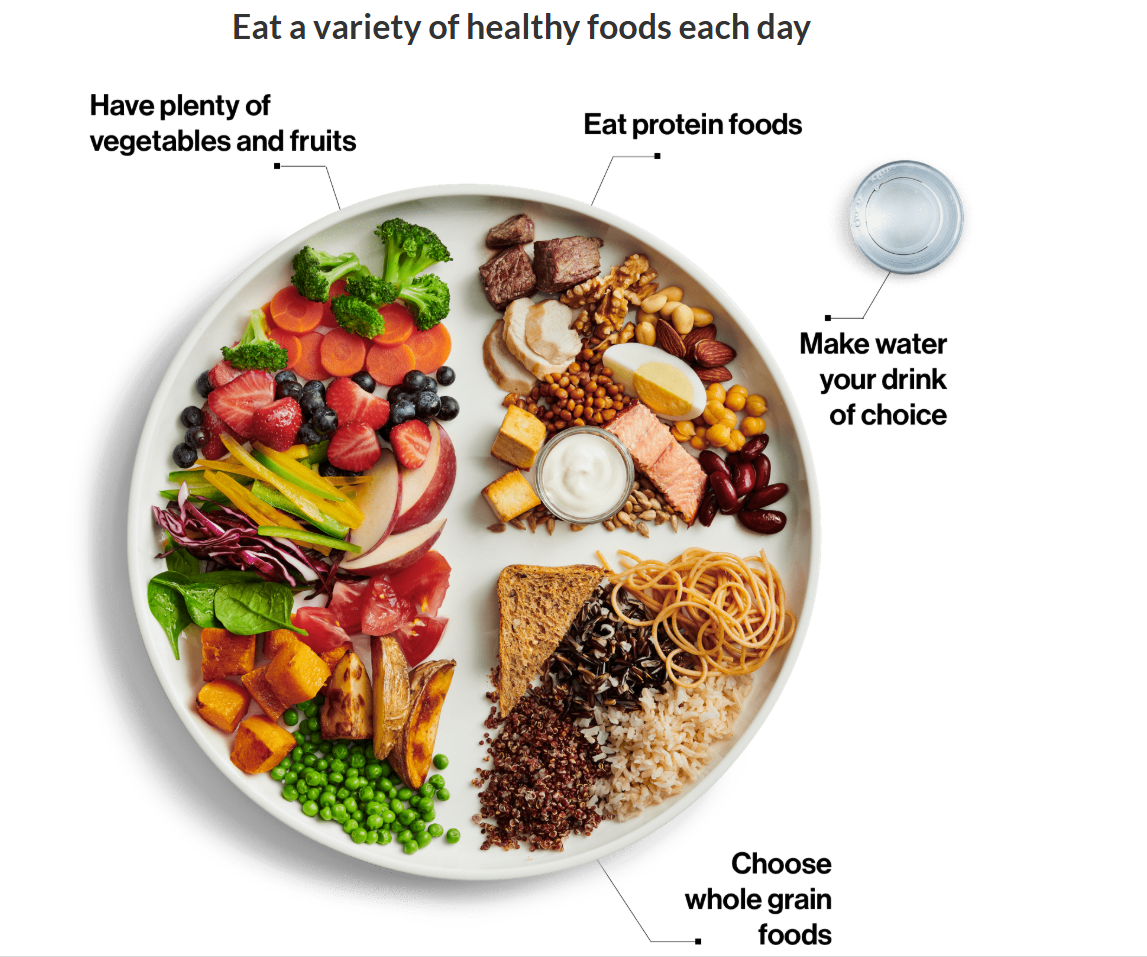 Eat a variety of healthy foods each day
Have plenty of
vegetables and fruits
Eat protein foods
Make water
your drink
of choice
Choose
whole grain
foods